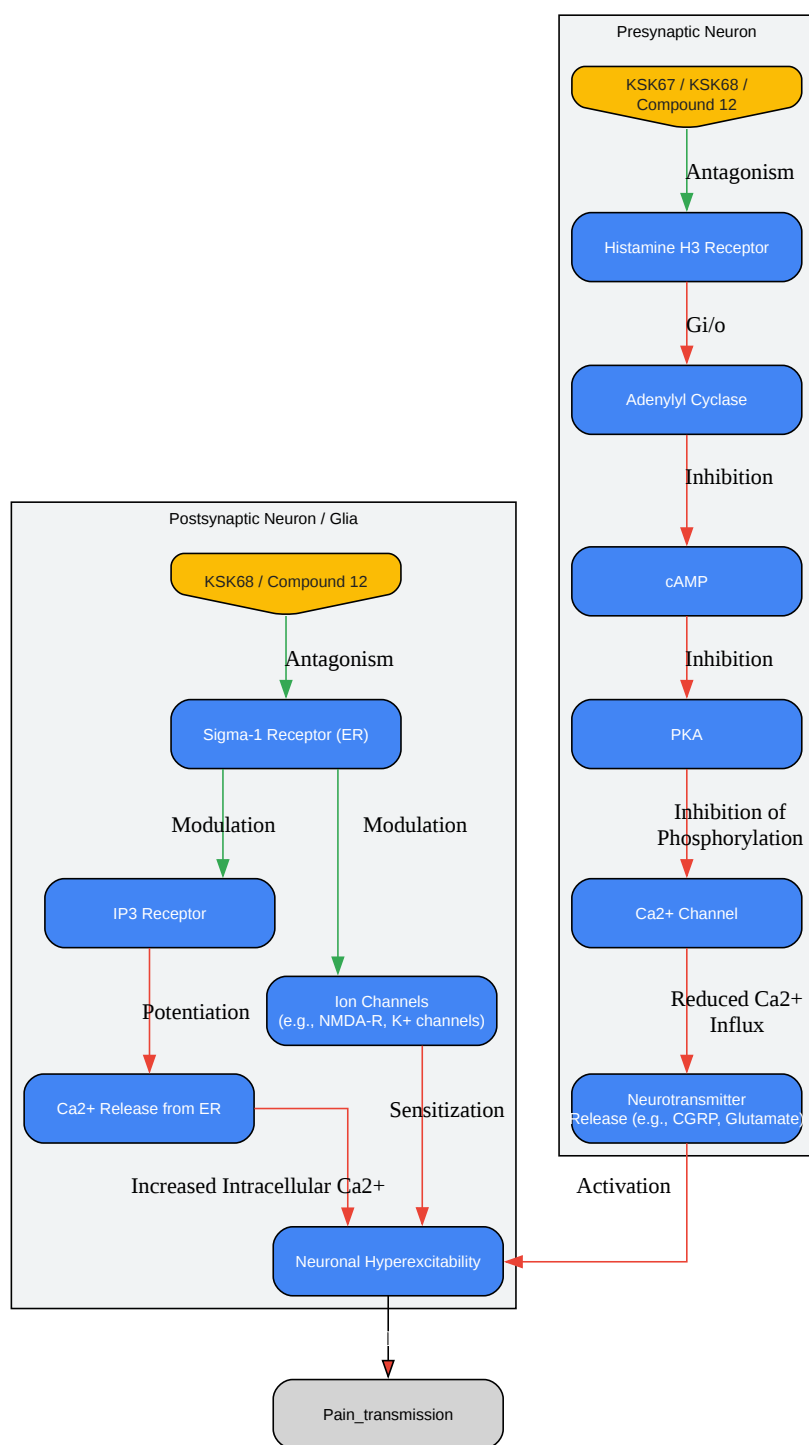 Presynaptic Neuron
KSK67 / KSK68 /
Compound 12
Antagonism
Histamine H3 Receptor
Gi/o
Adenylyl Cyclase
Inhibition
cAMP
Inhibition
PKA
Inhibition of
Phosphorylation
Ca2+ Channel
Reduced Ca2+
Influx
Neurotransmitter
Release (e.g., CGRP, Glutamate)
Activation
Postsynaptic Neuron / Glia
KSK68 / Compound 12
Antagonism
Sigma-1 Receptor (ER)
Modulation
Modulation
IP3 Receptor
Potentiation
Ion Channels
(e.g., NMDA-R, K+ channels)
Ca2+ Release from ER
Sensitization
Increased Intracellular Ca2+
Neuronal Hyperexcitability
Pain_transmission